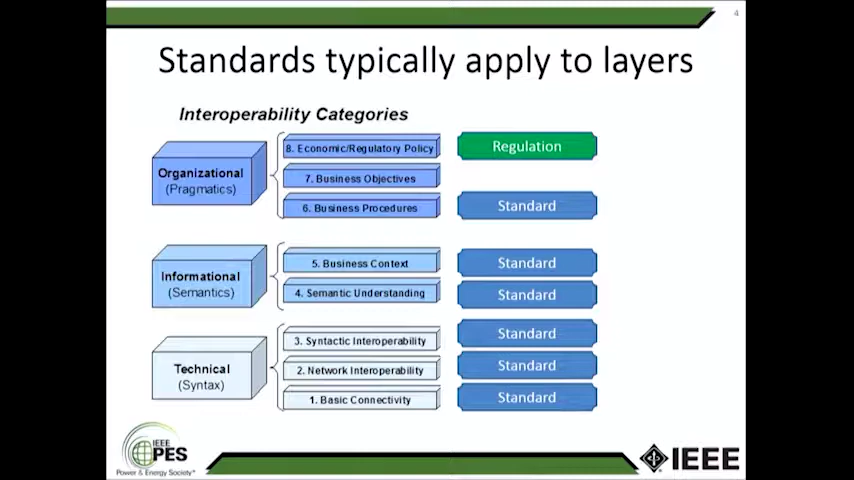 4
Standards typically apply to layers
Interoperability Categories
Organizational
(Pragmatics)
8. Economic/Regulatory Policy
Regulation
7. Business Objectives
6. Business Procedures
Standard
Informational
(Semantics)
5. Business Context
Standard
4. Semantic Understanding
Standard
Technical
(Syntax)
3. Syntactic Interoperability
Standard
2. Network Interoperability
Standard
1. Basic Connectivity
Standard
IEEE
PES
Power & Energy Society®
IEEE